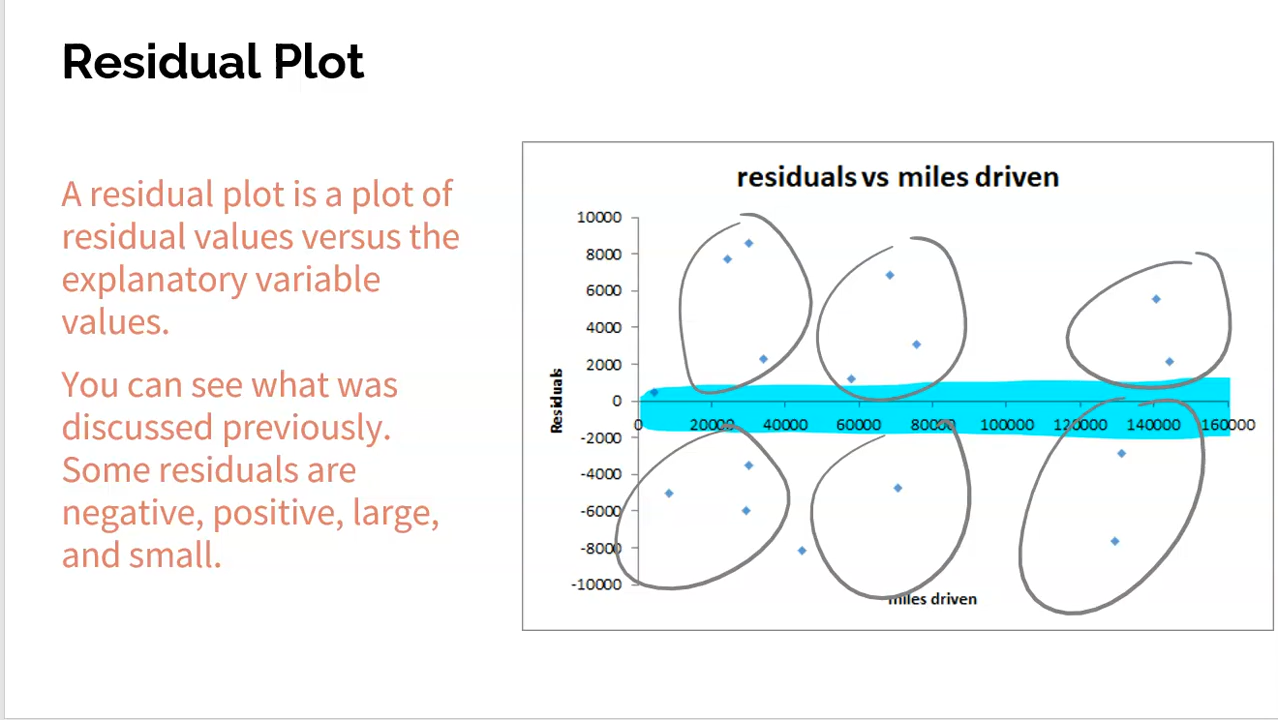 Residual Plot
A residual plot is a plot of
residual values versus the
explanatory variable
values.
You can see what was
discussed previously.
Some residuals are
negative, positive, large,
and small.
residuals vs miles driven
10000
8000
6000
4000
2000
0
-2000
-4000
-6000
-8000
-10000
Residuals
0 20000 40000 60000 80000 100000 120000 140000 160000
miles driven